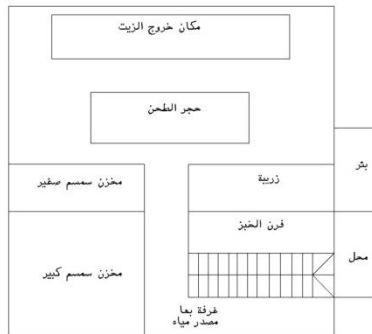 مكان خروج الزيت
حجر الطحن
بئر
زريبة
مخزن سمسم صغير
فرن الخبز
محل
مخزن سمسم كبير
غرفة بها
مصدر مياه